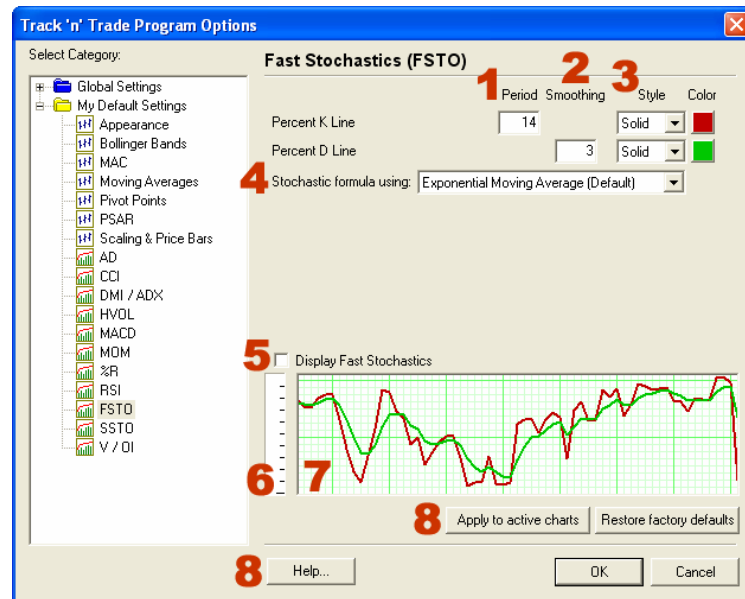 Track 'n' Trade Program Options
Select Category:
Global Settings
My Default Settings
Appearance
Bollinger Bands
MAC
Moving Averages
Pivot Points
PSAR
Scaling & Price Bars
AD
CCI
DMI / ADX
HVOL
MACD
MOM
%R
RSI
FSTO
SSTO
V / OI
Fast Stochastics (FSTO)
1 2 3
Period Smoothing Style Color
Percent K Line 14 Solid
Percent D Line 3 Solid
4 Stochastic formula using: Exponential Moving Average (Default)
5 Display Fast Stochastics
6 7
8 Apply to active charts Restore factory defaults
8 Help... OK Cancel